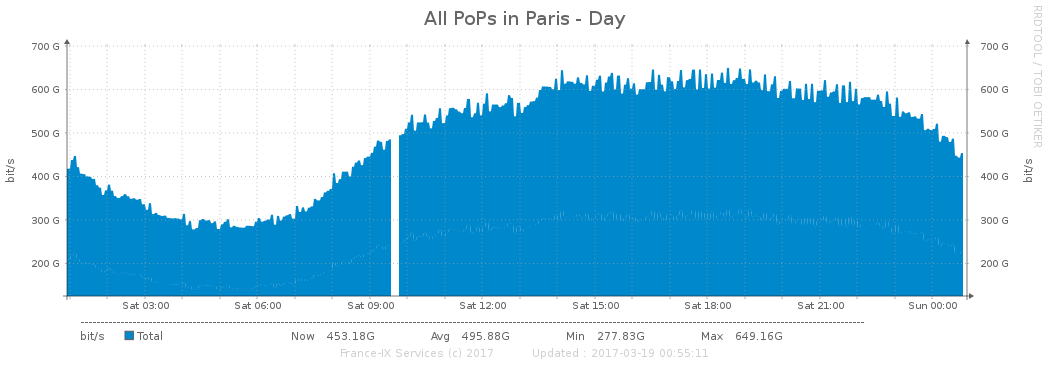 All PoPs in Paris - Day
RRDTOOL / TOBI OETIKER
bit/s
700 G
600 G
500 G
400 G
300 G
200 G
700 G
600 G
500 G
400 G
300 G
200 G
bit/s
Sat 03:00 Sat 06:00 Sat 09:00 Sat 12:00 Sat 15:00 Sat 18:00 Sat 21:00 Sun 00:00
bit/s Total Now 453.18G Avg 495.88G Min 277.83G Max 649.16G
France-IX Services (c) 2017 Updated : 2017-03-19 00:55:11